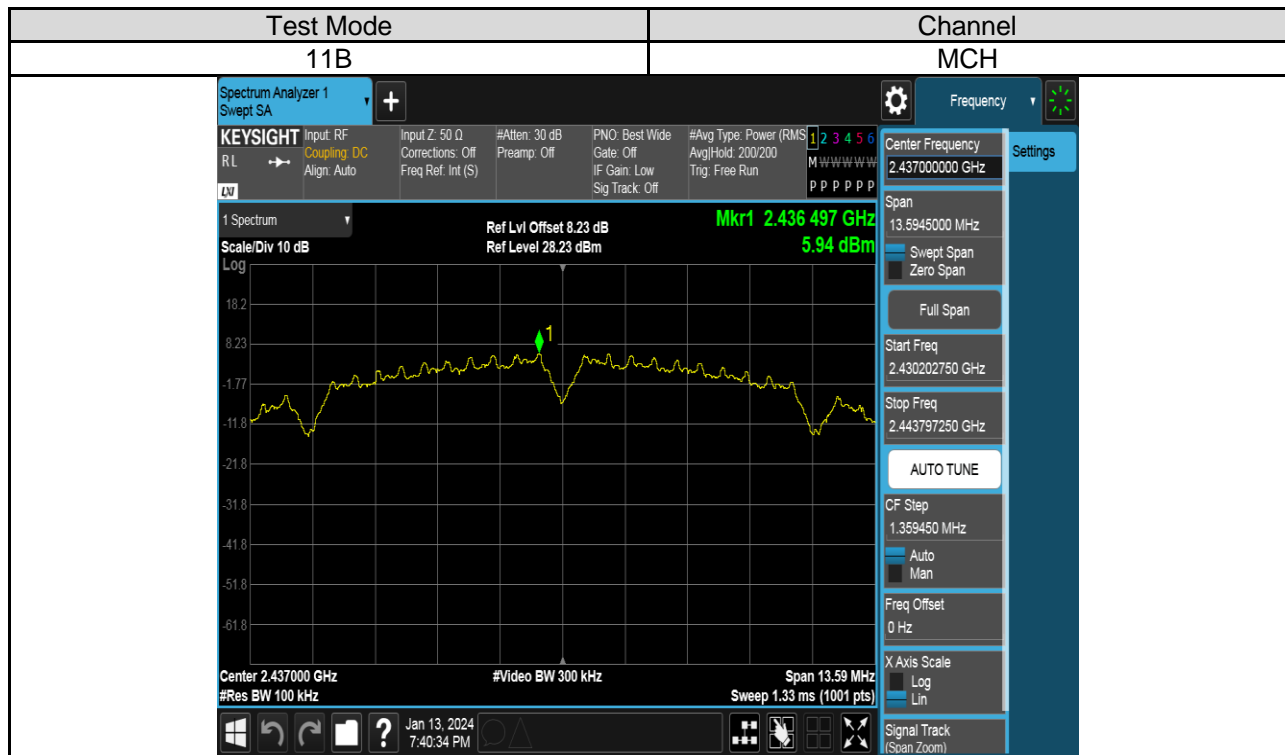 Test Mode
Channel
11B
MCH
Spectrum Analyzer 1
Swept SA
+
Frequency
KEYSIGHT
R L
LXI
Input: RF
Coupling: DC
Align: Auto
Input Z: 50 Ω
Corrections: Off
Freq Ref: Int (S)
#Atten: 30 dB
Preamp: Off
PNO: Best Wide
Gate: Off
IF Gain: Low
Sig Track: Off
#Avg Type: Power (RMS
Avg|Hold: 200/200
Trig: Free Run
1 2 3 4 5 6
M W W W W W
P P P P P P
1 Spectrum
Scale/Div 10 dB
Ref Lvl Offset 8.23 dB
Ref Level 28.23 dBm
Mkr1 2.436 497 GHz
5.94 dBm
Log
18.2
8.23
-1.77
-11.8
-21.8
-31.8
-41.8
-51.8
-61.8
1
Center 2.437000 GHz
#Res BW 100 kHz
#Video BW 300 kHz
Span 13.59 MHz
Sweep 1.33 ms (1001 pts)
Center Frequency
2.437000000 GHz
Settings
Span
13.5945000 MHz
Swept Span
Zero Span
Full Span
Start Freq
2.430202750 GHz
Stop Freq
2.443797250 GHz
AUTO TUNE
CF Step
1.359450 MHz
Auto
Man
Freq Offset
0 Hz
X Axis Scale
Log
Lin
Signal Track
(Span Zoom)
?
Jan 13, 2024
7:40:34 PM